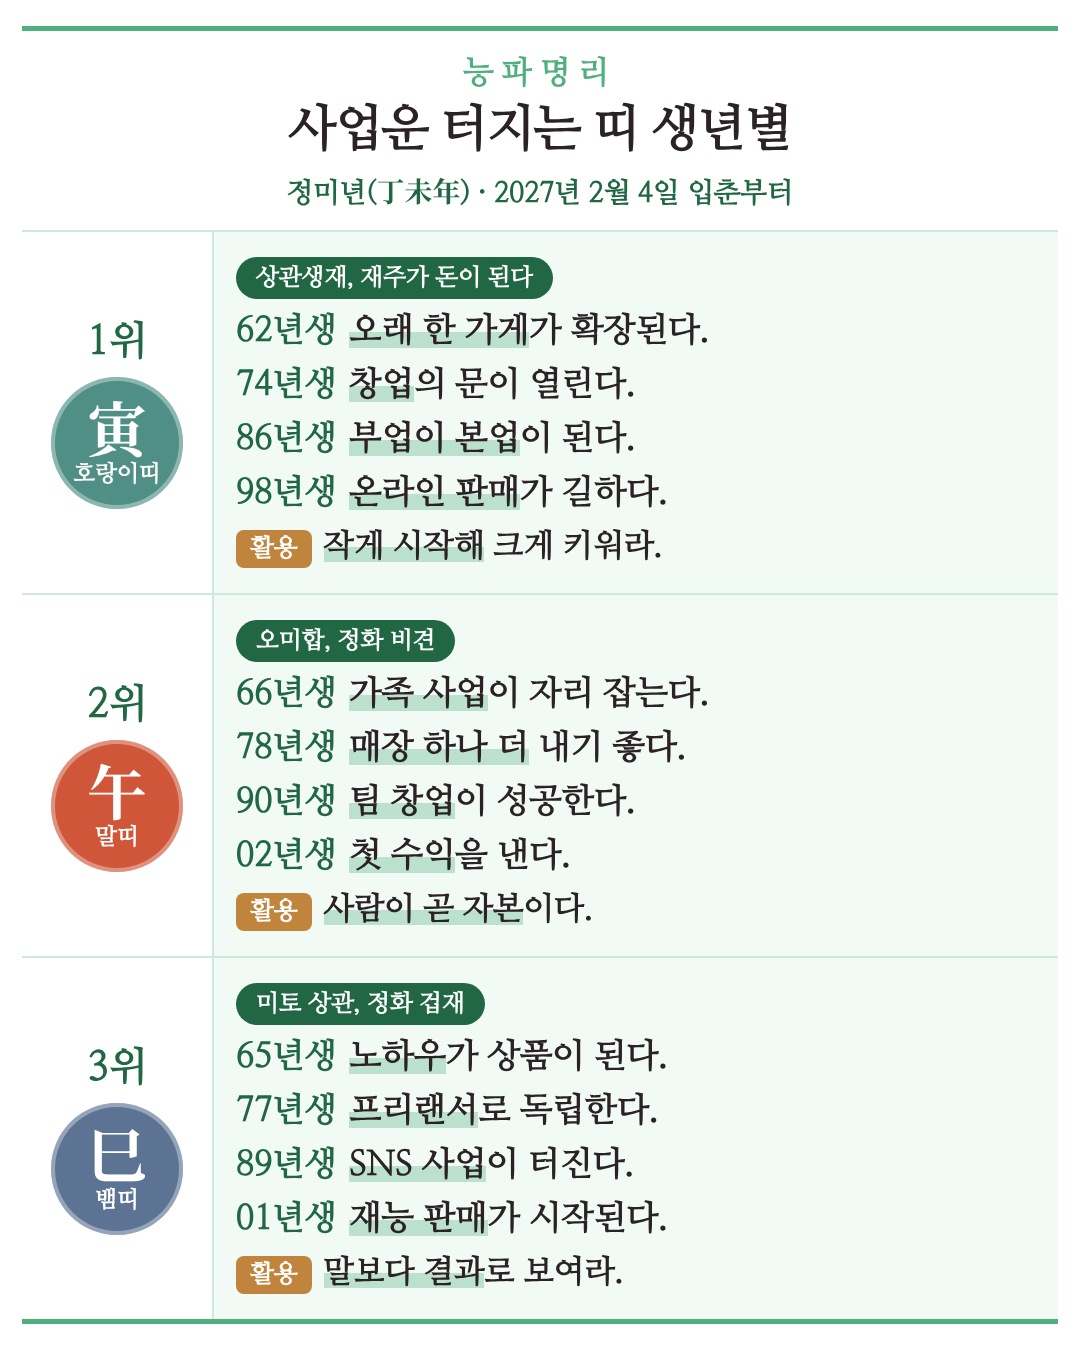 능파명리
사업운 터지는 띠 생년별
정미년(丁未年) · 2027년 2월 4일 입춘부터
1위
寅
호랑이띠
상관생재, 재주가 돈이 된다
62년생 오래 한 가게가 확장된다.
74년생 창업의 문이 열린다.
86년생 부업이 본업이 된다.
98년생 온라인 판매가 길하다.
활용 작게 시작해 크게 키워라.
2위
午
말띠
오미합, 정화 비견
66년생 가족 사업이 자리 잡는다.
78년생 매장 하나 더 내기 좋다.
90년생 팀 창업이 성공한다.
02년생 첫 수익을 낸다.
활용 사람이 곧 자본이다.
3위
巳
뱀띠
미토 상관, 정화 겁재
65년생 노하우가 상품이 된다.
77년생 프리랜서로 독립한다.
89년생 SNS 사업이 터진다.
01년생 재능 판매가 시작된다.
활용 말보다 결과로 보여라.